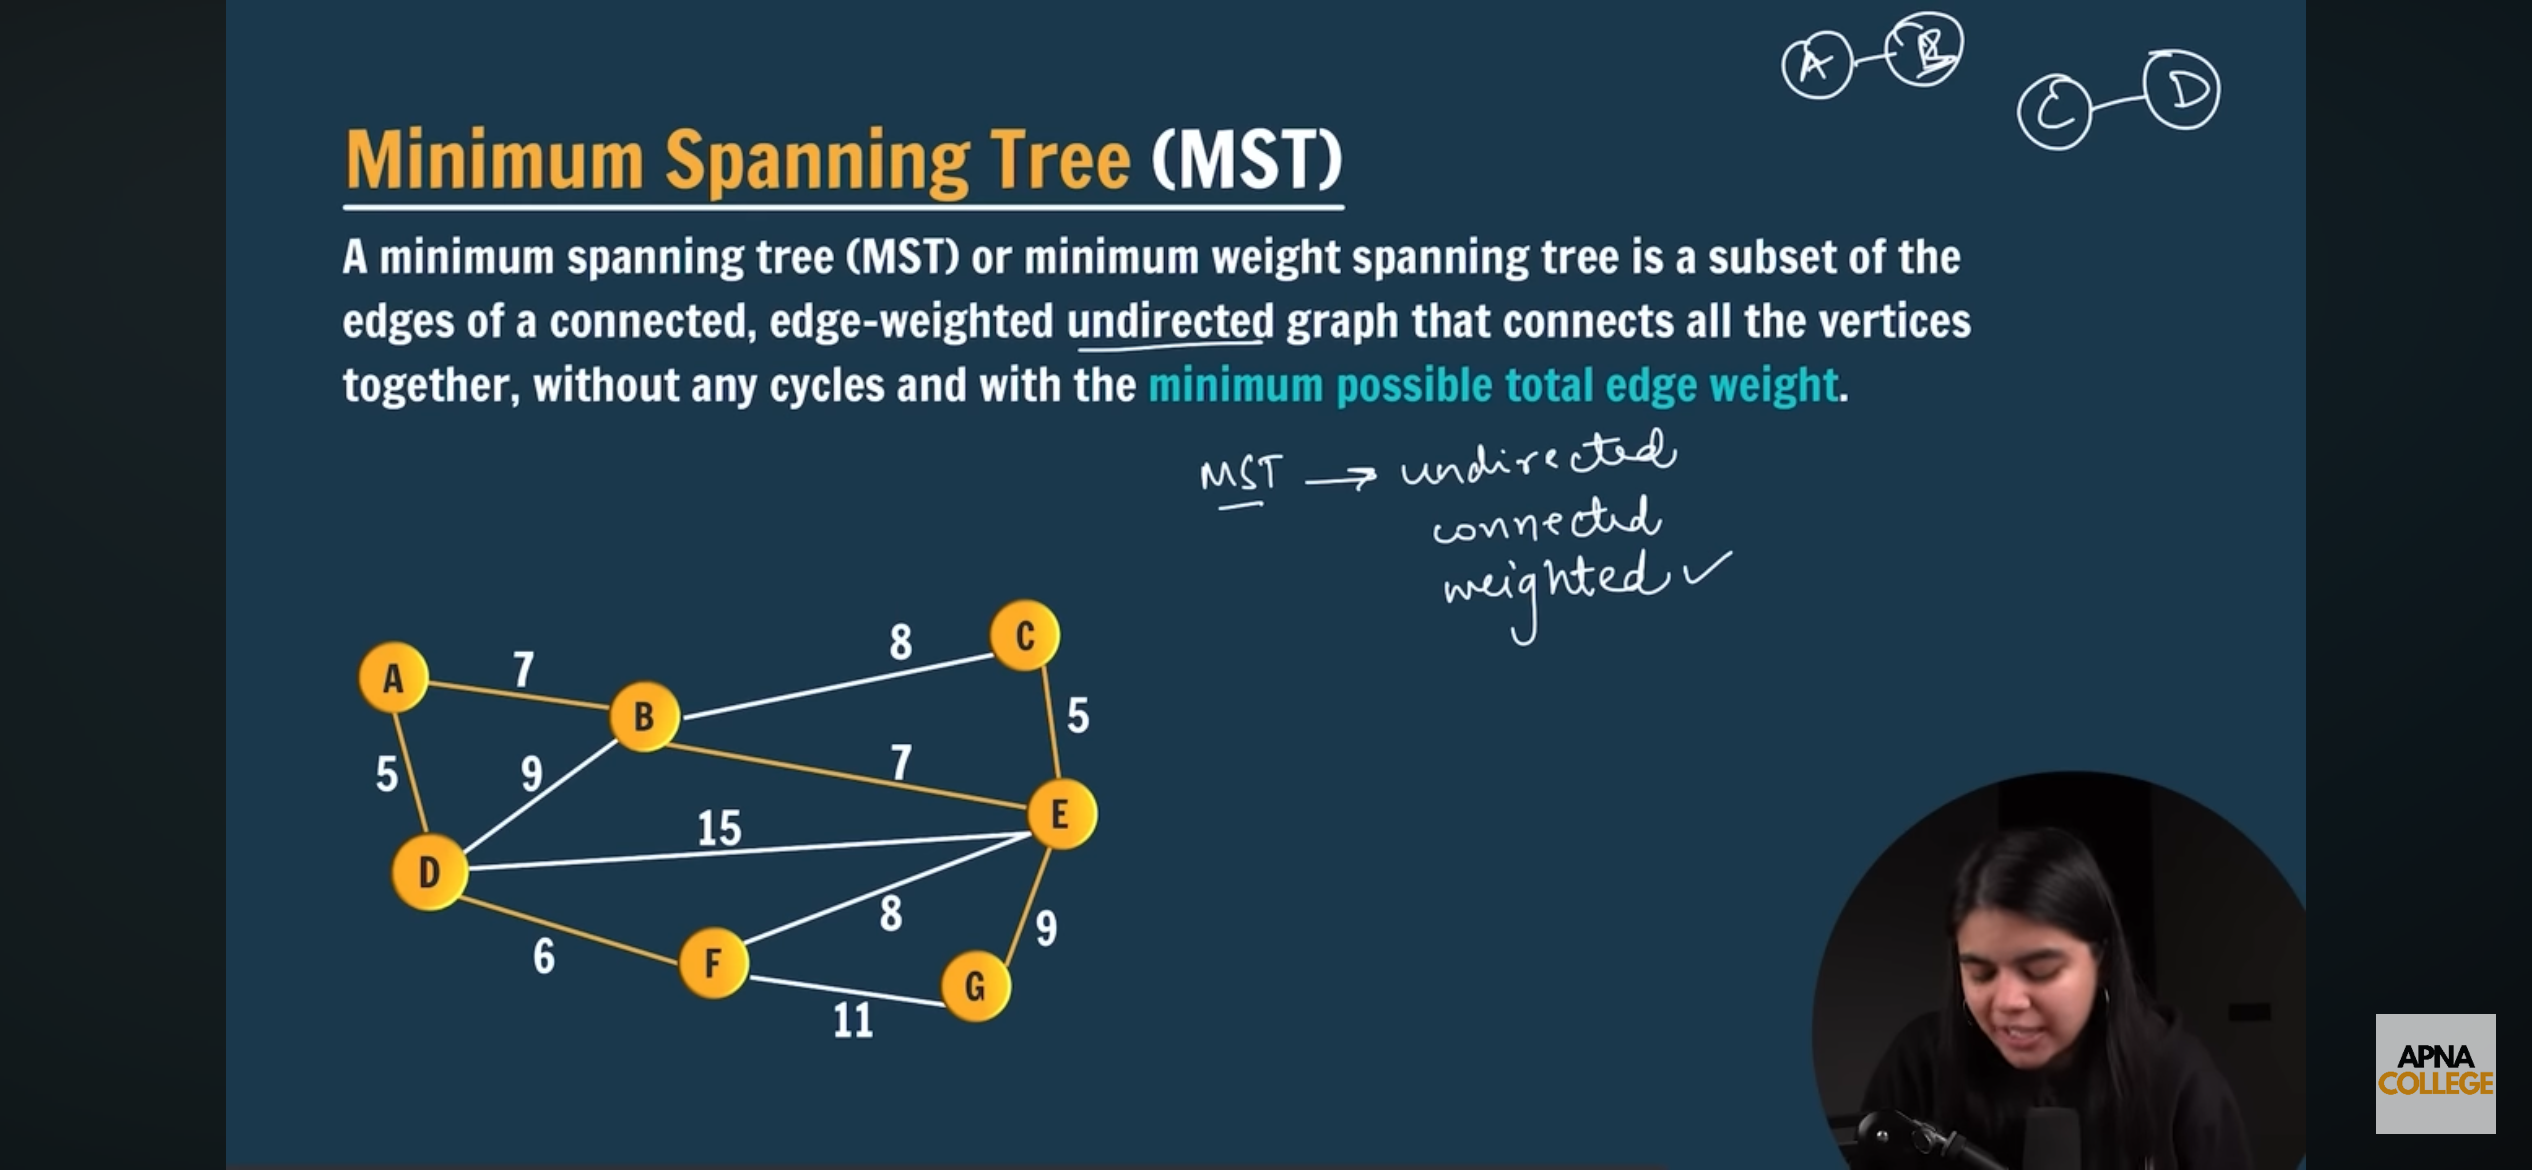 A B
C D
Minimum Spanning Tree (MST)
A minimum spanning tree (MST) or minimum weight spanning tree is a subset of the
edges of a connected, edge-weighted undirected graph that connects all the vertices
together, without any cycles and with the minimum possible total edge weight.
MST → undirected
connected
weighted ✓
C
8
A
7
B
5
7
5
9
E
15
D
8
9
6
F
G
11
APNA
COLLEGE